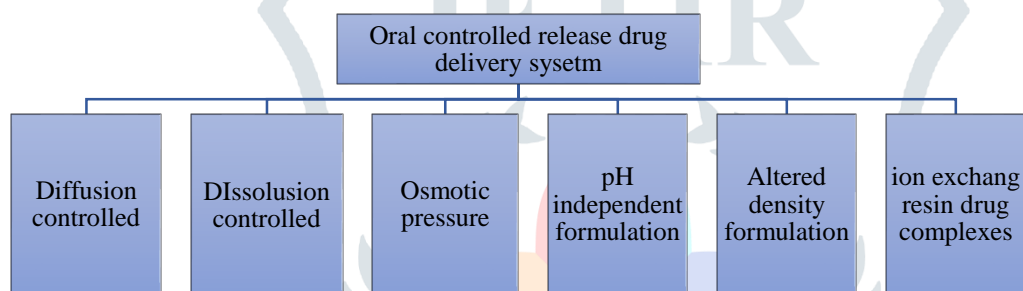 Oral controlled release drug
delivery sysetm
Diffusion
controlled
DIssolusion
controlled
Osmotic
pressure
pH
independent
formulation
Altered
density
formulation
ion exchang
resin drug
complexes